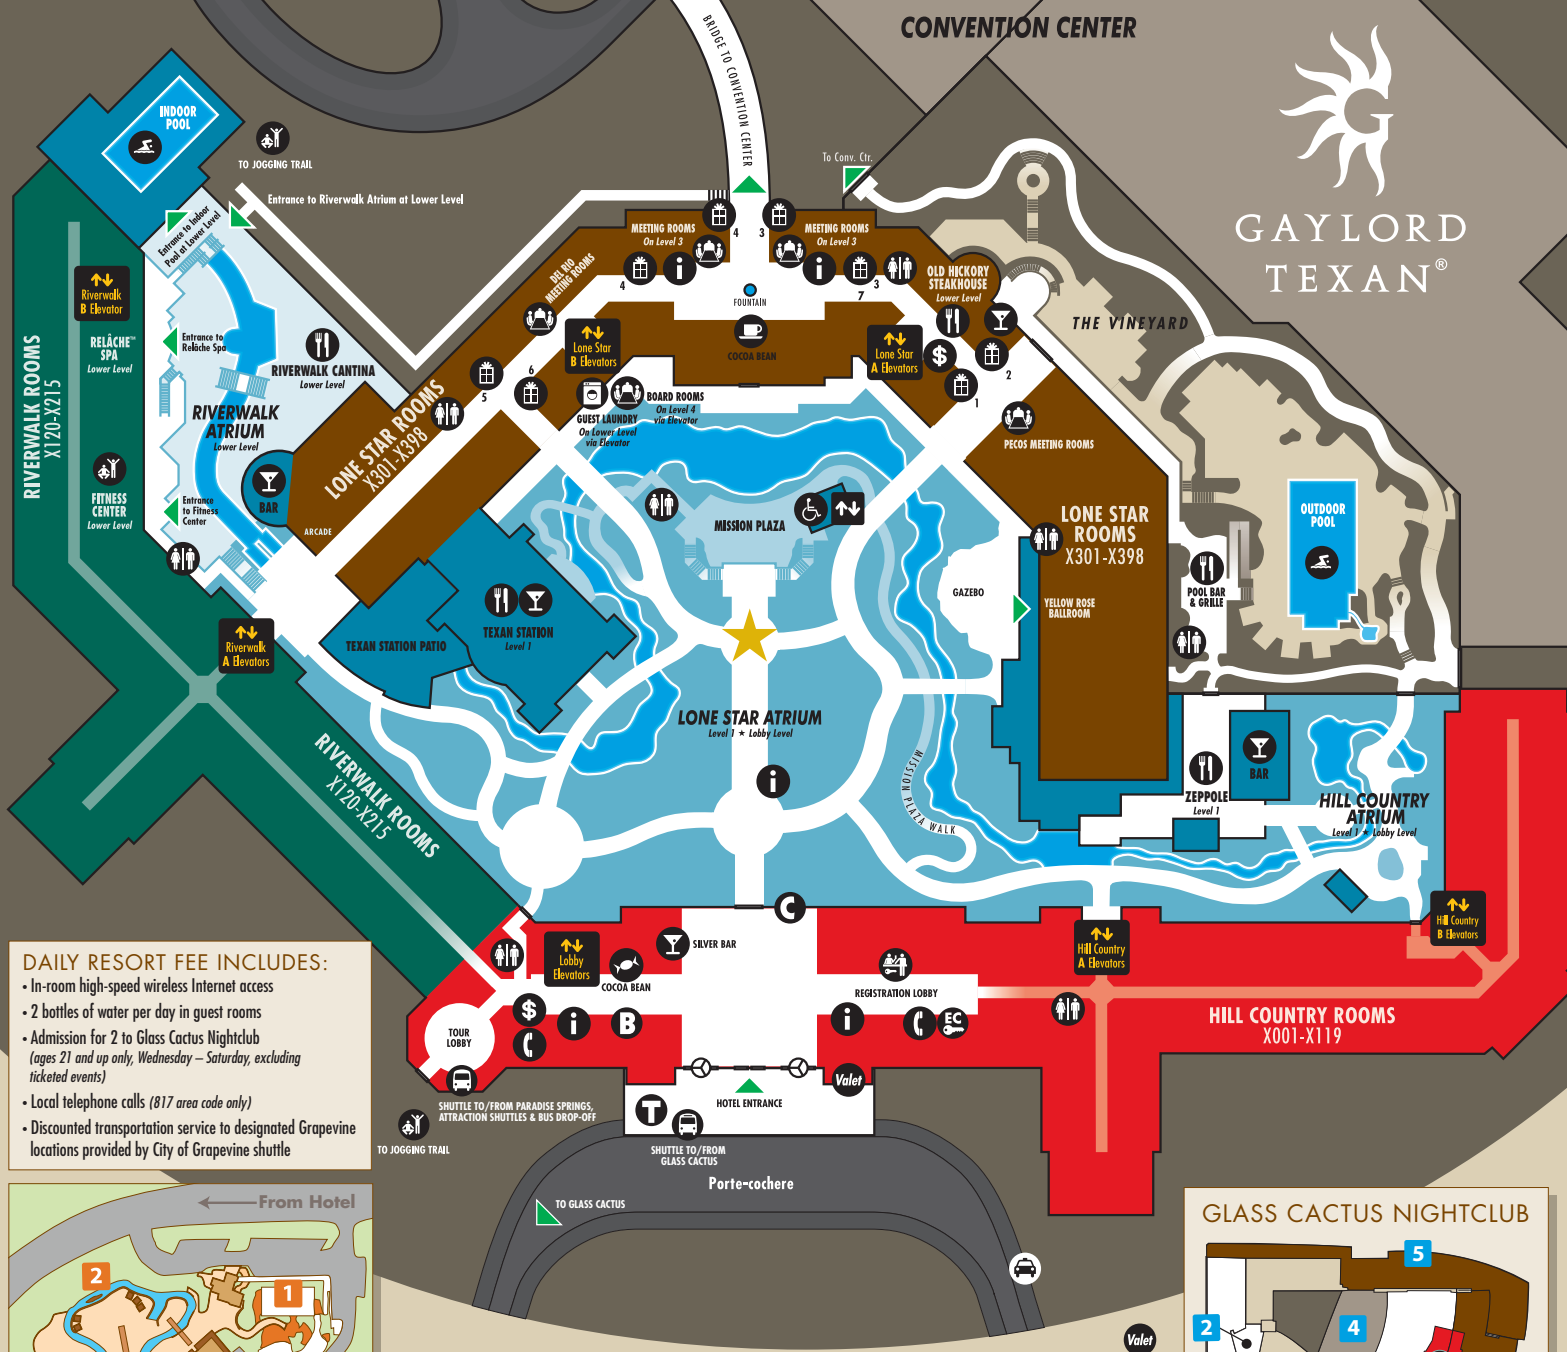 CONVENTION CENTER
BRIDGE TO CONVENTION CENTER
GAYLORD
TEXAN®
INDOOR
POOL
TO JOGGING TRAIL
To Conv. Ctr.
Entrance to Riverwalk Atrium at Lower Level
Entrance to Indoor
Pool at Lower Level
MEETING ROOMS
On Level 3
4
3
MEETING ROOMS
On Level 3
DEL RIO
MEETING ROOMS
4
i
i
3
7
OLD HICKORY
STEAKHOUSE
Lower Level
FOUNTAIN
THE VINEYARD
Riverwalk
B Elevator
RELÂCHE™
SPA
Lower Level
Entrance to
Relâche Spa
RIVERWALK CANTINA
Lower Level
Lone Star
B Elevators
COCOA BEAN
Lone Star
A Elevators
$
2
1
6
5
RIVERWALK ROOMS
X120-X215
RIVERWALK
ATRIUM
Lower Level
LONE STAR ROOMS
X301-X398
GUEST LAUNDRY
On Lower Level
via Elevator
BOARD ROOMS
On Level 4
via Elevator
PECOS MEETING ROOMS
FITNESS
CENTER
Lower Level
Entrance
to Fitness
Center
BAR
ARCADE
MISSION PLAZA
LONE STAR
ROOMS
X301-X398
OUTDOOR
POOL
GAZEBO
YELLOW ROSE
BALLROOM
POOL BAR
& GRILLE
Riverwalk
A Elevators
TEXAN STATION PATIO
TEXAN STATION
Level 1
LONE STAR ATRIUM
Level 1 ★ Lobby Level
i
MISSION PLAZA WALK
ZEPPOLE
Level 1
BAR
HILL COUNTRY
ATRIUM
Level 1 ★ Lobby Level
RIVERWALK ROOMS
X120-X215
C
Lobby
Elevators
COCOA BEAN
SILVER BAR
REGISTRATION LOBBY
Hill Country
A Elevators
Hill Country
B Elevators
HILL COUNTRY ROOMS
X001-X119
TOUR
LOBBY
$
i
B
i
EC
Valet
HOTEL ENTRANCE
T
SHUTTLE TO/FROM PARADISE SPRINGS,
ATTRACTION SHUTTLES & BUS DROP-OFF
TO JOGGING TRAIL
SHUTTLE TO/FROM
GLASS CACTUS
Porte-cochere
TO GLASS CACTUS
DAILY RESORT FEE INCLUDES:
• In-room high-speed wireless Internet access
• 2 bottles of water per day in guest rooms
• Admission for 2 to Glass Cactus Nightclub
(ages 21 and up only, Wednesday – Saturday, excluding
ticketed events)
• Local telephone calls (817 area code only)
• Discounted transportation service to designated Grapevine
locations provided by City of Grapevine shuttle
From Hotel
2
1
Valet
GLASS CACTUS NIGHTCLUB
5
2
4